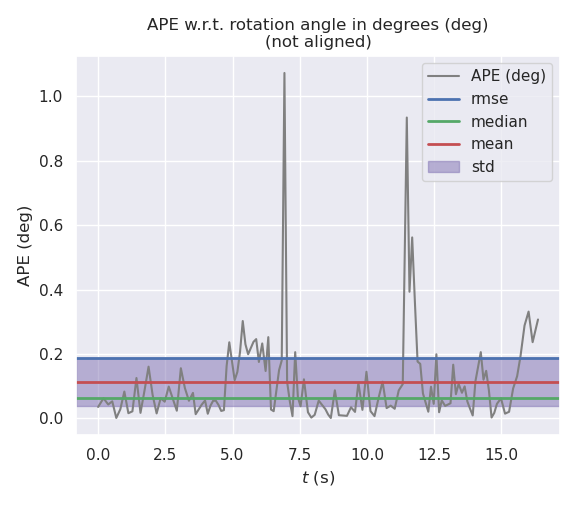 APE w.r.t. rotation angle in degrees (deg)
(not aligned)
APE (deg)
rmse
median
mean
std
1.0
0.8
0.6
0.4
0.2
0.0
APE (deg)
0.0 2.5 5.0 7.5 10.0 12.5 15.0
t (s)